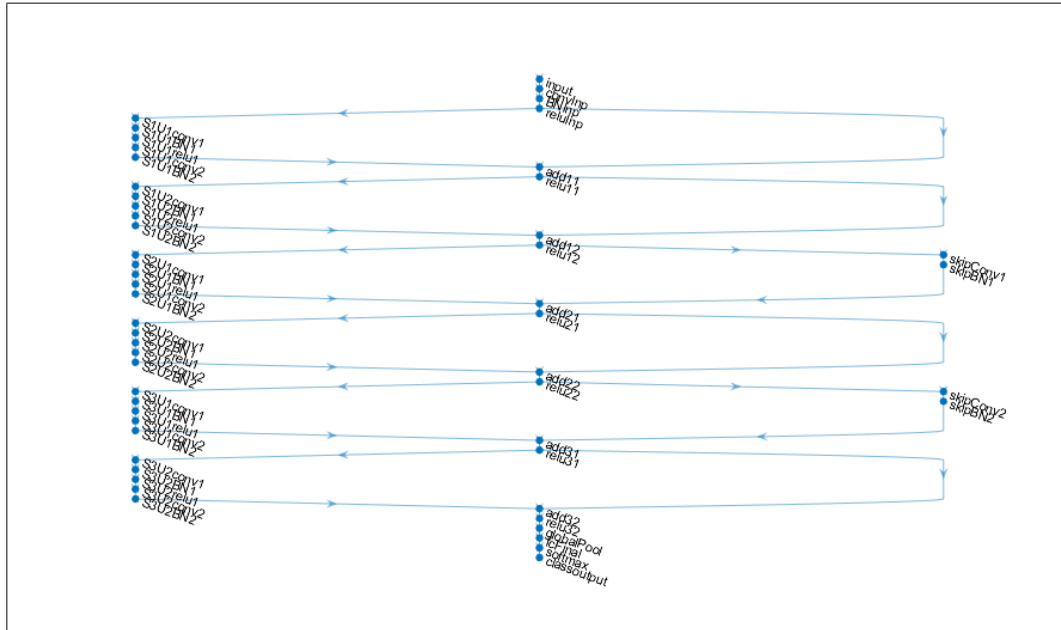 input
convInp
BNInp
reluInp
S1U1conv1
S1U1BN1
S1U1relu1
S1U1conv2
S1U1BN2
add11
relu11
S1U2conv1
S1U2BN1
S1U2relu1
S1U2conv2
S1U2BN2
add12
relu12
S2U1conv1
S2U1BN1
S2U1relu1
S2U1conv2
S2U1BN2
skipConv1
skipBN1
add21
relu21
S2U2conv1
S2U2BN1
S2U2relu1
S2U2conv2
S2U2BN2
add22
relu22
S3U1conv1
S3U1BN1
S3U1relu1
S3U1conv2
S3U1BN2
skipConv2
skipBN2
add31
relu31
S3U2conv1
S3U2BN1
S3U2relu1
S3U2conv2
S3U2BN2
add32
relu32
globalPool
fcFinal
softmax
classoutput